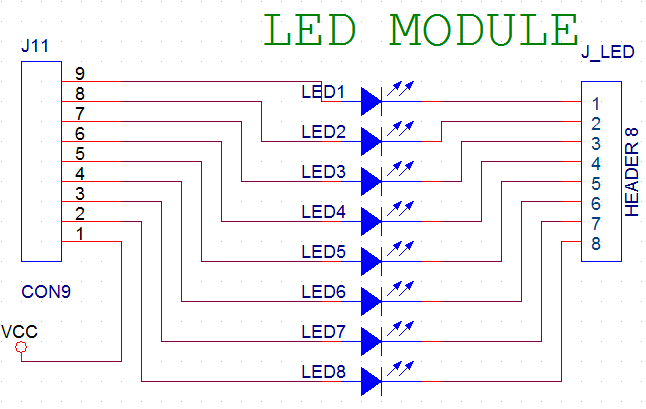 LED MODULE
J11
J_LED
9
8
7
6
5
4
3
2
1
LED1
LED2
LED3
LED4
LED5
LED6
LED7
LED8
1
2
3
4
5
6
7
8
HEADER 8
CON9
VCC